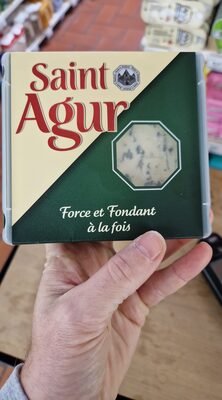 Saint
Agur
Force et Fondant
à la fois